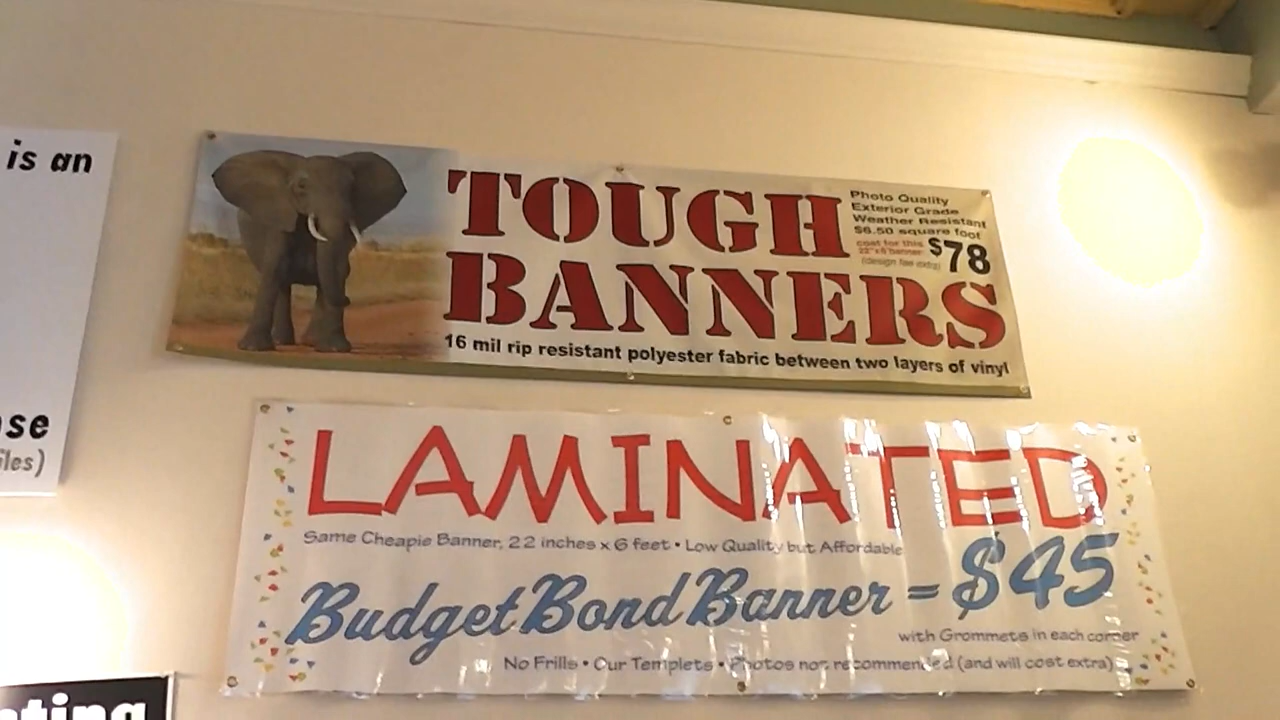 is an
se
iles)
ting
TOUGH
BANNERS
Photo Quality
Exterior Grade
Weather Resistant
$6.50 square foot
cost for this
22"x6' banner
(design fee extra)
$78
16 mil rip resistant polyester fabric between two layers of vinyl
LAMINATED
Same Cheapie Banner, 22 inches x 6 feet • Low Quality but Affordable
Budget Bond Banner = $45
with Grommets in each corner
No Frills • Our Templets • Photos not recommended (and will cost extra)